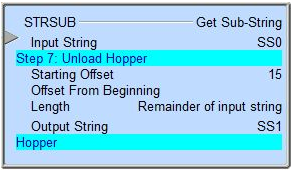 STRSUB Get Sub-String
Input String SS0
Step 7: Unload Hopper
Starting Offset 15
Offset From Beginning
Length Remainder of input string
Output String SS1
Hopper